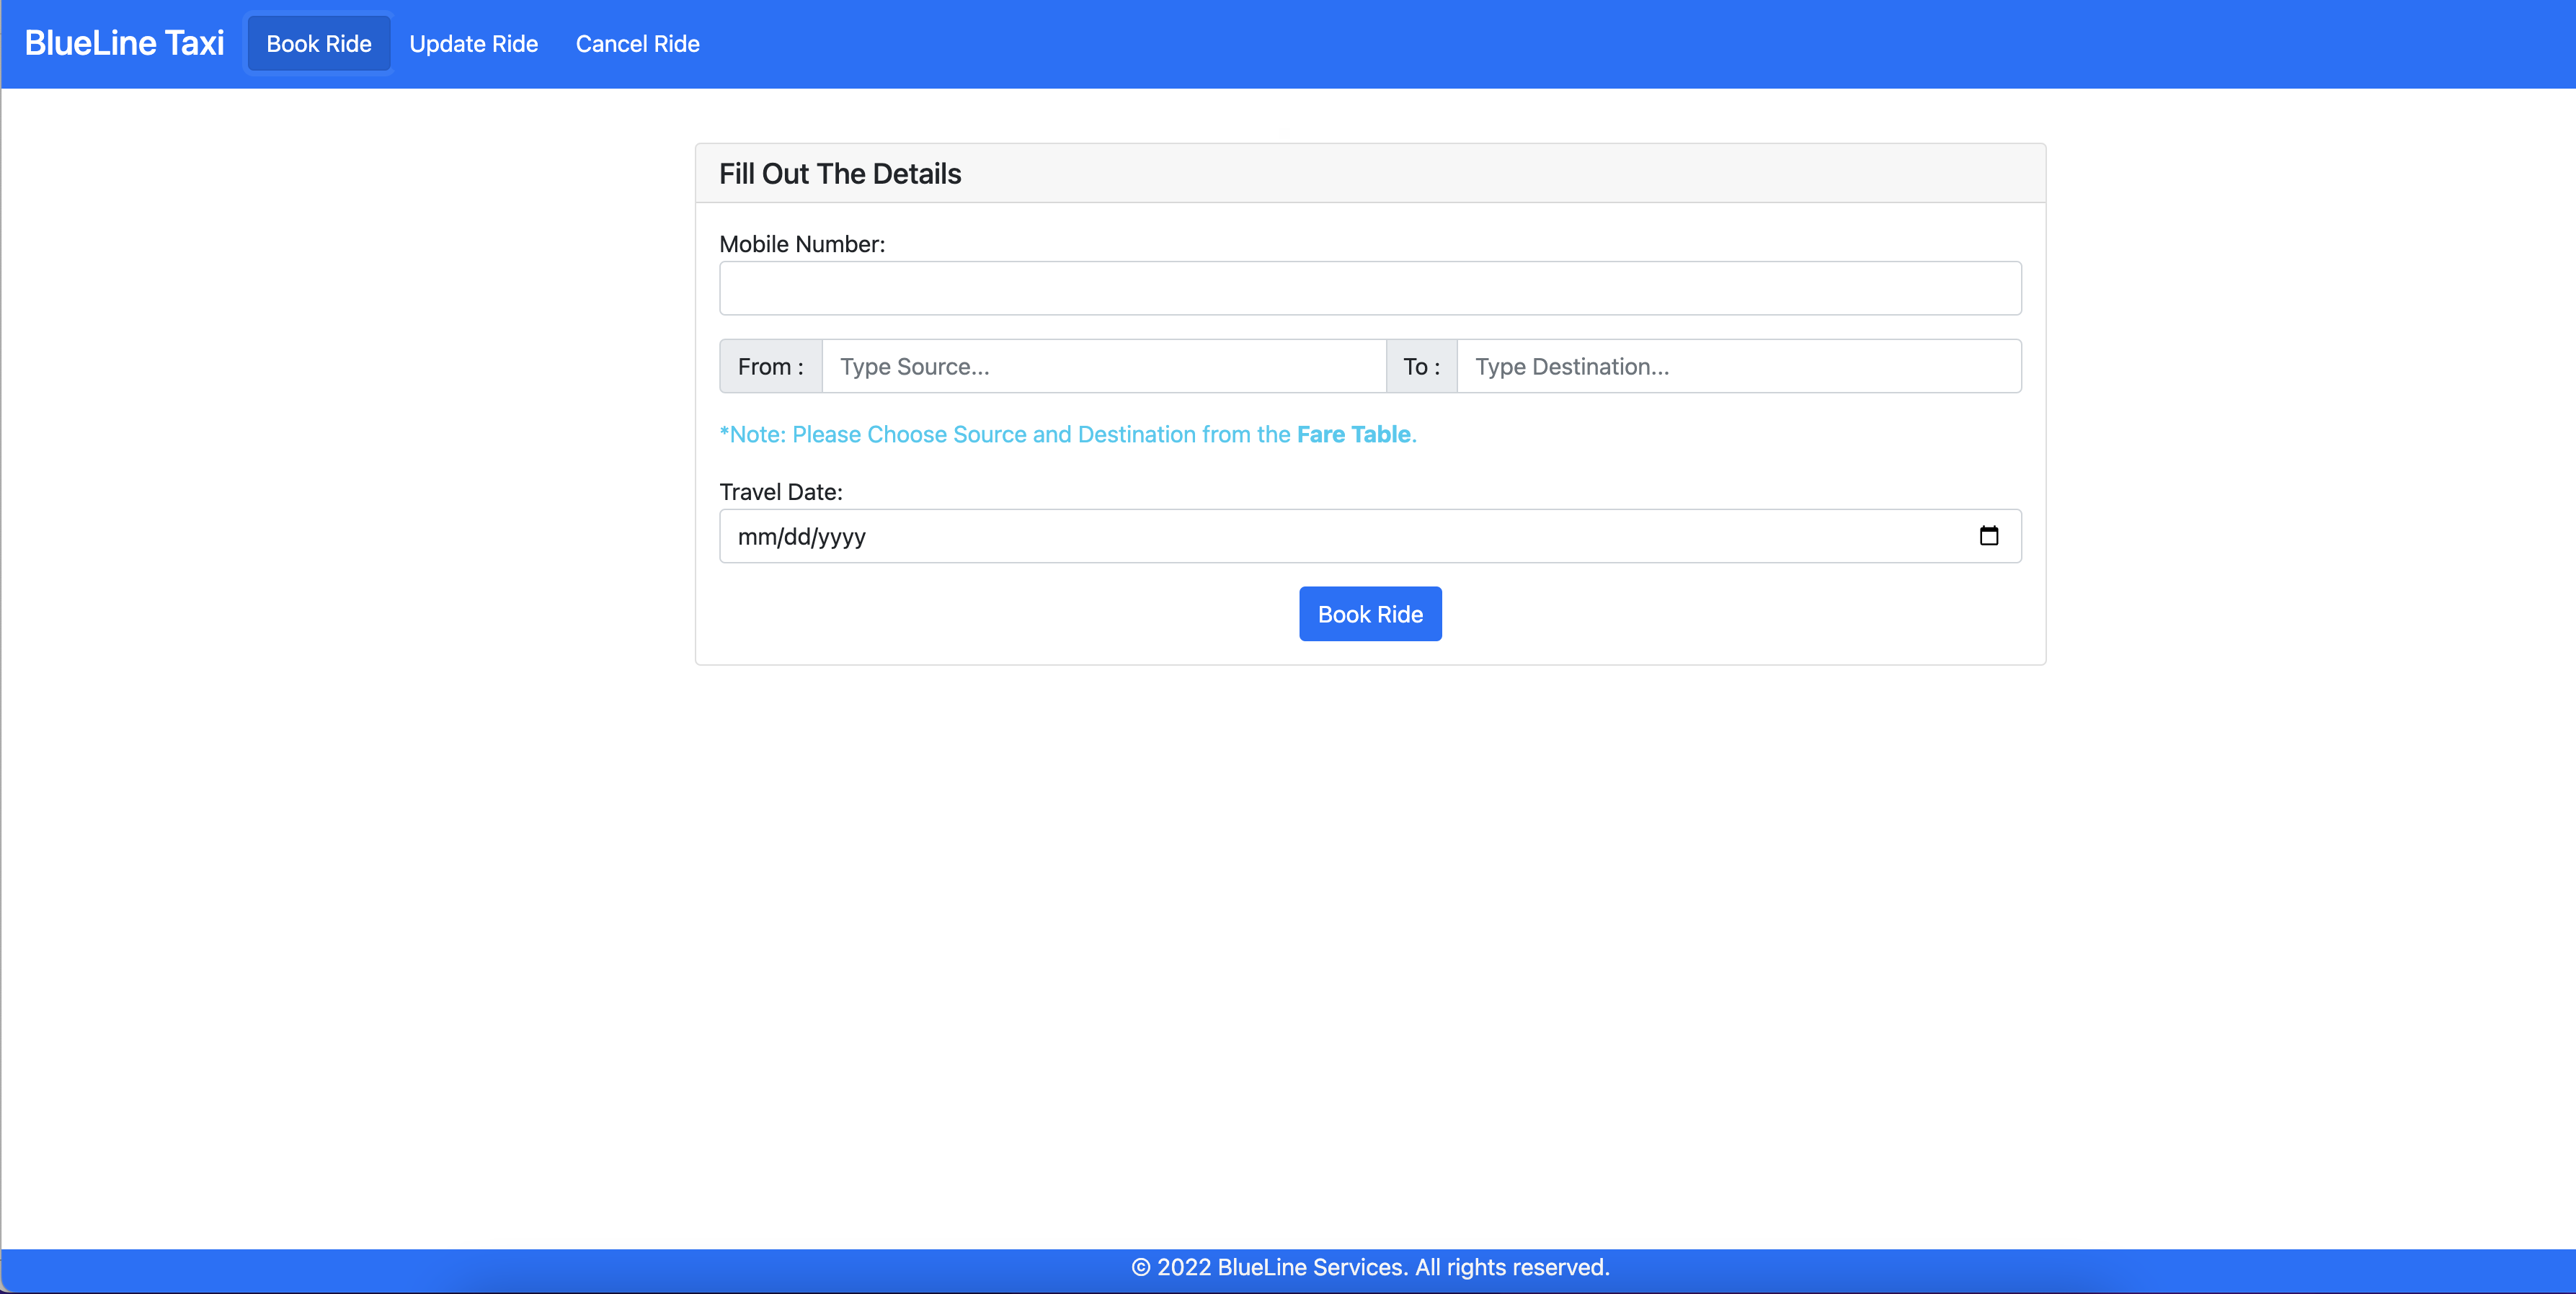 BlueLine Taxi Book Ride Update Ride Cancel Ride
Fill Out The Details
Mobile Number:
From : Type Source... To : Type Destination...
*Note: Please Choose Source and Destination from the Fare Table.
Travel Date:
mm/dd/yyyy
Book Ride
© 2022 BlueLine Services. All rights reserved.